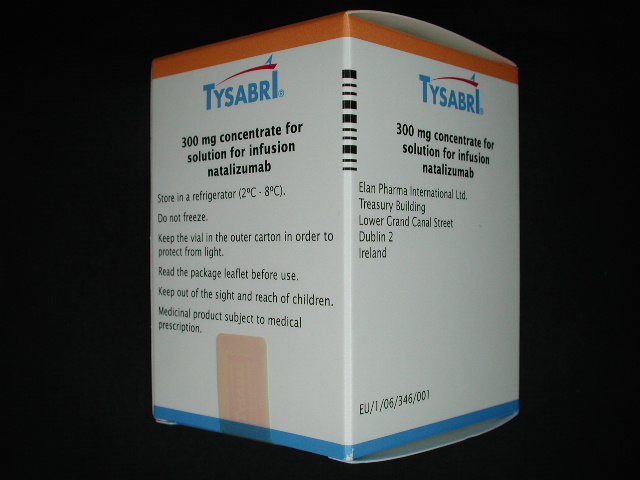 TYSABRI®
300 mg concentrate for
solution for infusion
natalizumab
Store in a refrigerator (2ºC - 8ºC).
Do not freeze.
Keep the vial in the outer carton in order to
protect from light.
Read the package leaflet before use.
Keep out of the sight and reach of children.
Medicinal product subject to medical
prescription.
TYSABRI®
300 mg concentrate for
solution for infusion
natalizumab
Elan Pharma International Ltd.
Treasury Building
Lower Grand Canal Street
Dublin 2
Ireland
EU/1/06/346/001